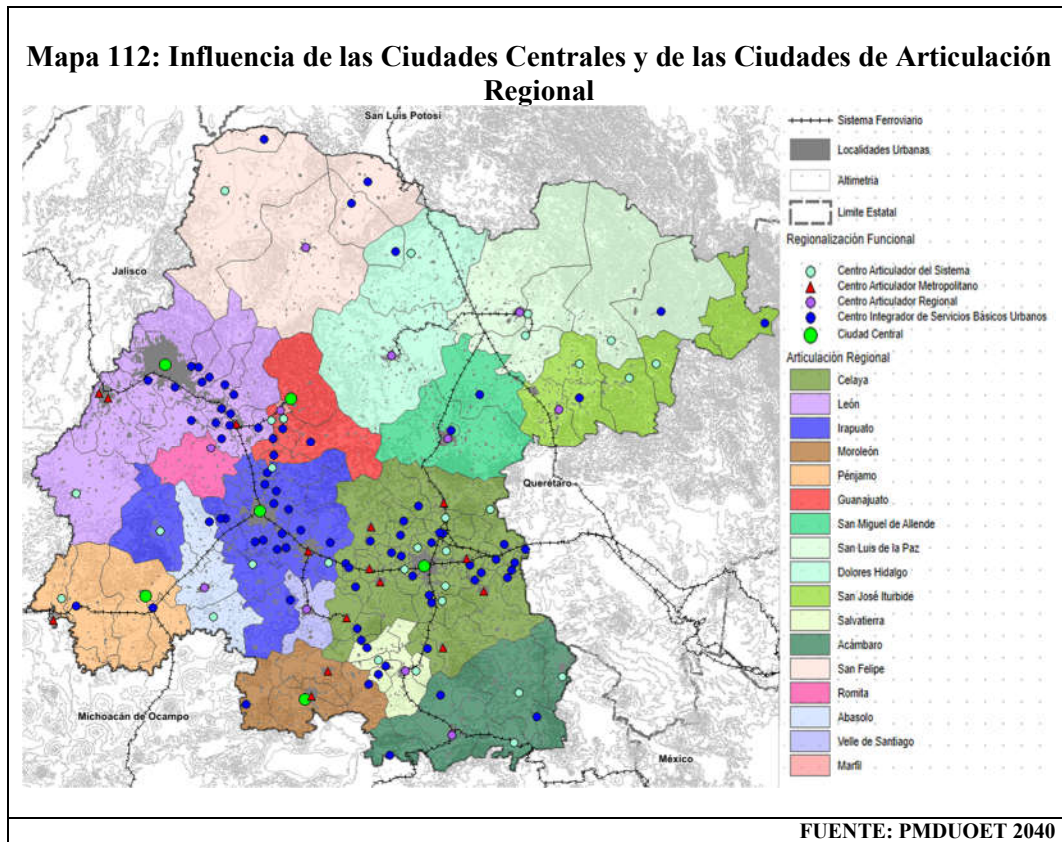 Mapa 112: Influencia de las Ciudades Centrales y de las Ciudades de Articulación
Regional
San Luis Potosí
Jalisco
Querétaro
Michoacán de Ocampo
México
Sistema Ferroviario
Localidades Urbanas
Altimetría
Limite Estatal
Regionalización Funcional
Centro Articulador del Sistema
Centro Articulador Metropolitano
Centro Articulador Regional
Centro Integrador de Servicios Básicos Urbanos
Ciudad Central
Articulación Regional
Celaya
León
Irapuato
Moroleón
Pénjamo
Guanajuato
San Miguel de Allende
San Luis de la Paz
Dolores Hidalgo
San José Iturbide
Salvatierra
Acámbaro
San Felipe
Romita
Abasolo
Velle de Santiago
Marfil
FUENTE: PMDUOET 2040